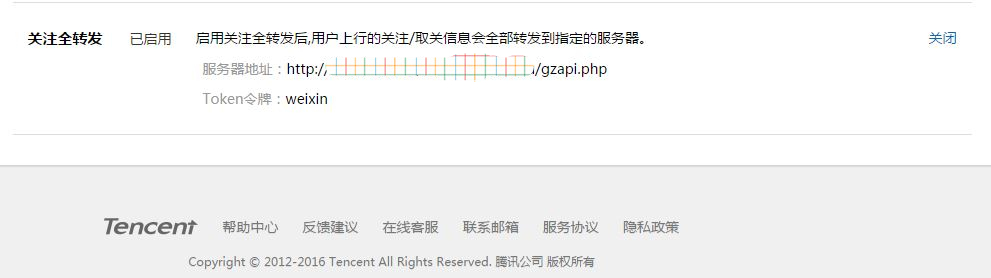 关注全转发 已启用 启用关注全转发后,用户上行的关注/取关信息会全部转发到指定的服务器。 关闭
服务器地址：http:///gzapi.php
Token令牌：weixin
Tencent 帮助中心 反馈建议 在线客服 联系邮箱 服务协议 隐私政策
Copyright © 2012-2016 Tencent All Rights Reserved. 腾讯公司 版权所有